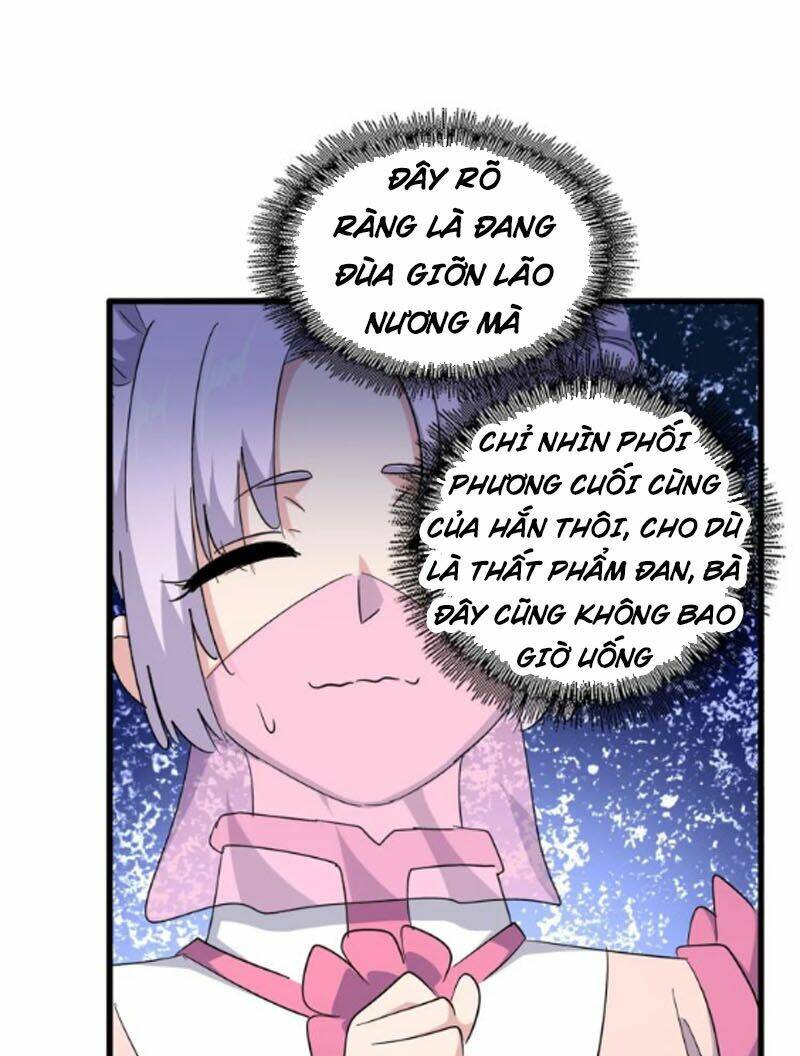 ĐÂY RÕ
RÀNG LÀ ĐANG
ĐÙA GIỠN LÃO
NƯƠNG MÀ
CHỈ NHÌN PHỐI
PHƯƠNG CUỐI CÙNG
CỦA HẮN THÔI, CHO DÙ
LÀ THẤT PHẨM ĐAN, BÀ
ĐÂY CŨNG KHÔNG BAO
GIỜ UỐNG